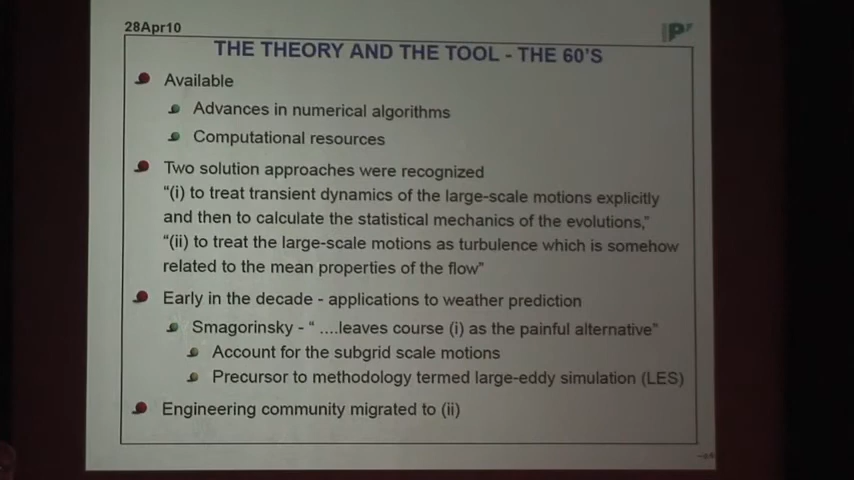 28Apr10
THE THEORY AND THE TOOL - THE 60'S
Available
Advances in numerical algorithms
Computational resources
Two solution approaches were recognized
"(i) to treat transient dynamics of the large-scale motions explicitly
and then to calculate the statistical mechanics of the evolutions,"
"(ii) to treat the large-scale motions as turbulence which is somehow
related to the mean properties of the flow"
Early in the decade - applications to weather prediction
Smagorinsky - " ....leaves course (i) as the painful alternative"
Account for the subgrid scale motions
Precursor to methodology termed large-eddy simulation (LES)
Engineering community migrated to (ii)